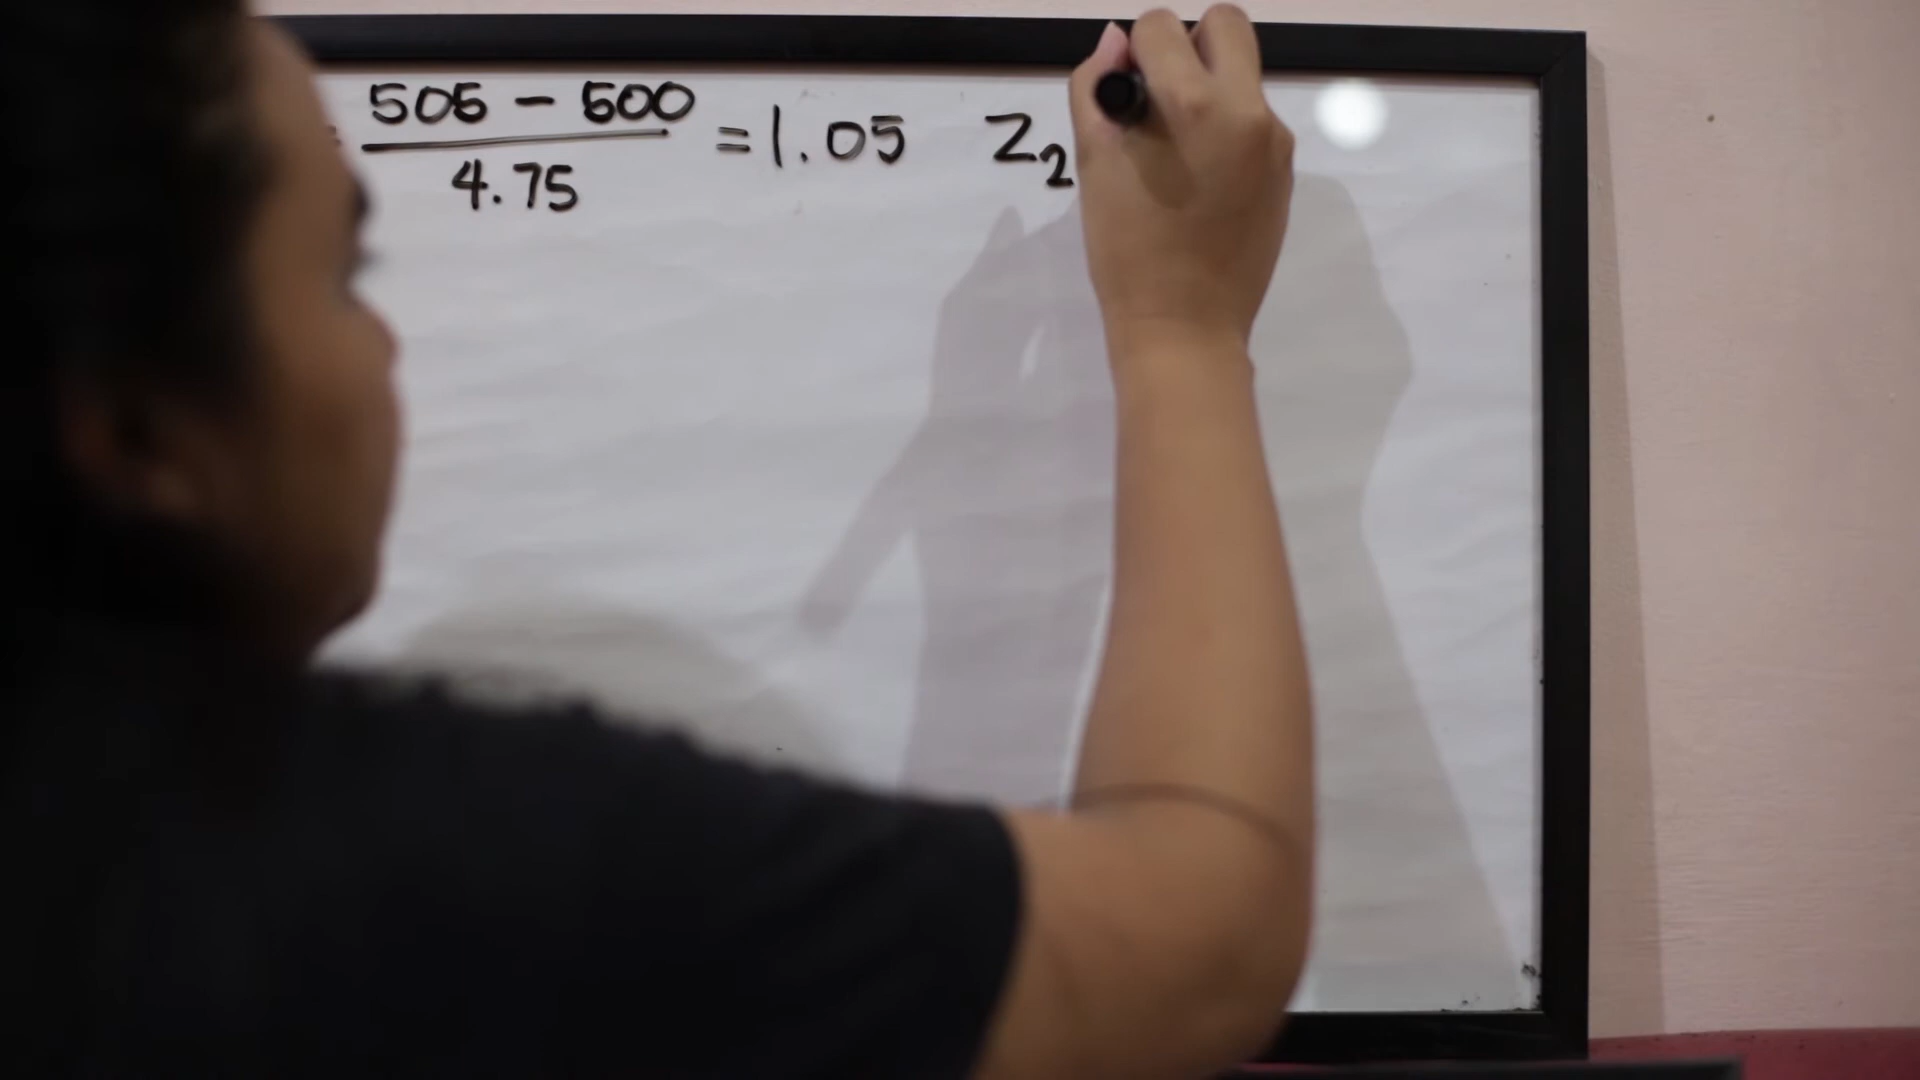 = 505 - 500 / 4.75 = 1.05 Z₂